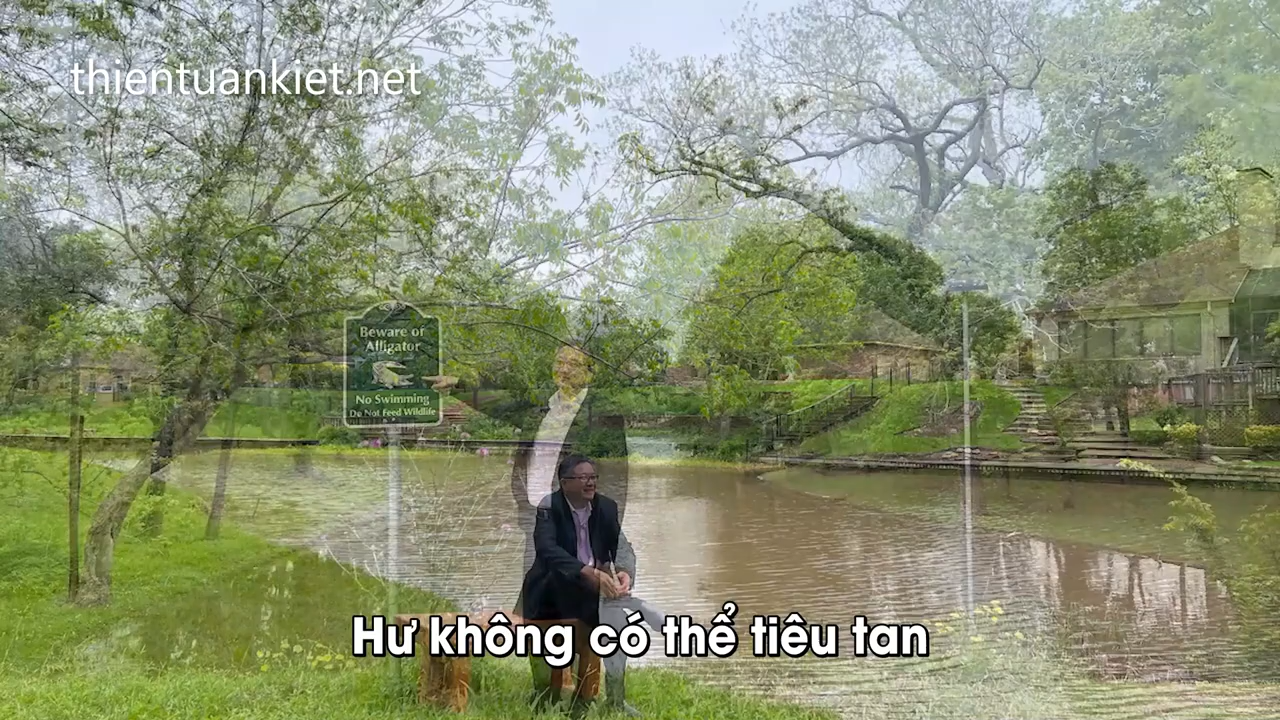 thientuankiet.net
Beware of
Alligator
No Swimming
Do Not Feed Wildlife
Hư không có thể tiêu tan